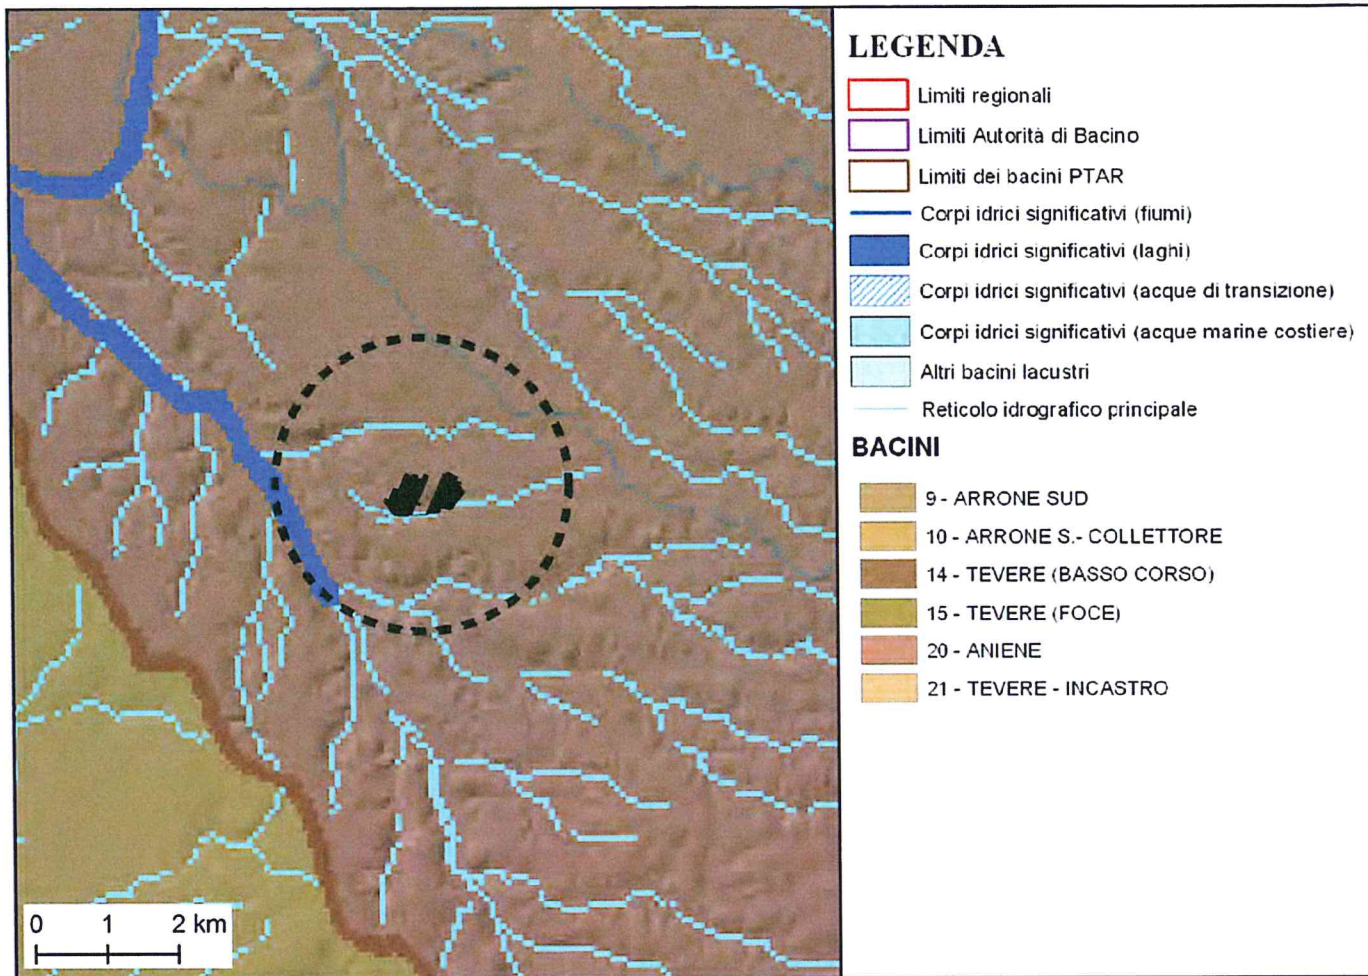 LEGENDA
Limiti regionali
Limiti Autorità di Bacino
Limiti dei bacini PTAR
Corpi idrici significativi (fiumi)
Corpi idrici significativi (laghi)
Corpi idrici significativi (acque di transizione)
Corpi idrici significativi (acque marine costiere)
Altri bacini lacustri
Reticolo idrografico principale
BACINI
9 - ARRONE SUD
10 - ARRONE S.- COLLETTORE
14 - TEVERE (BASSO CORSO)
15 - TEVERE (FOCE)
20 - ANIENE
21 - TEVERE - INCASTRO
0 1 2 km